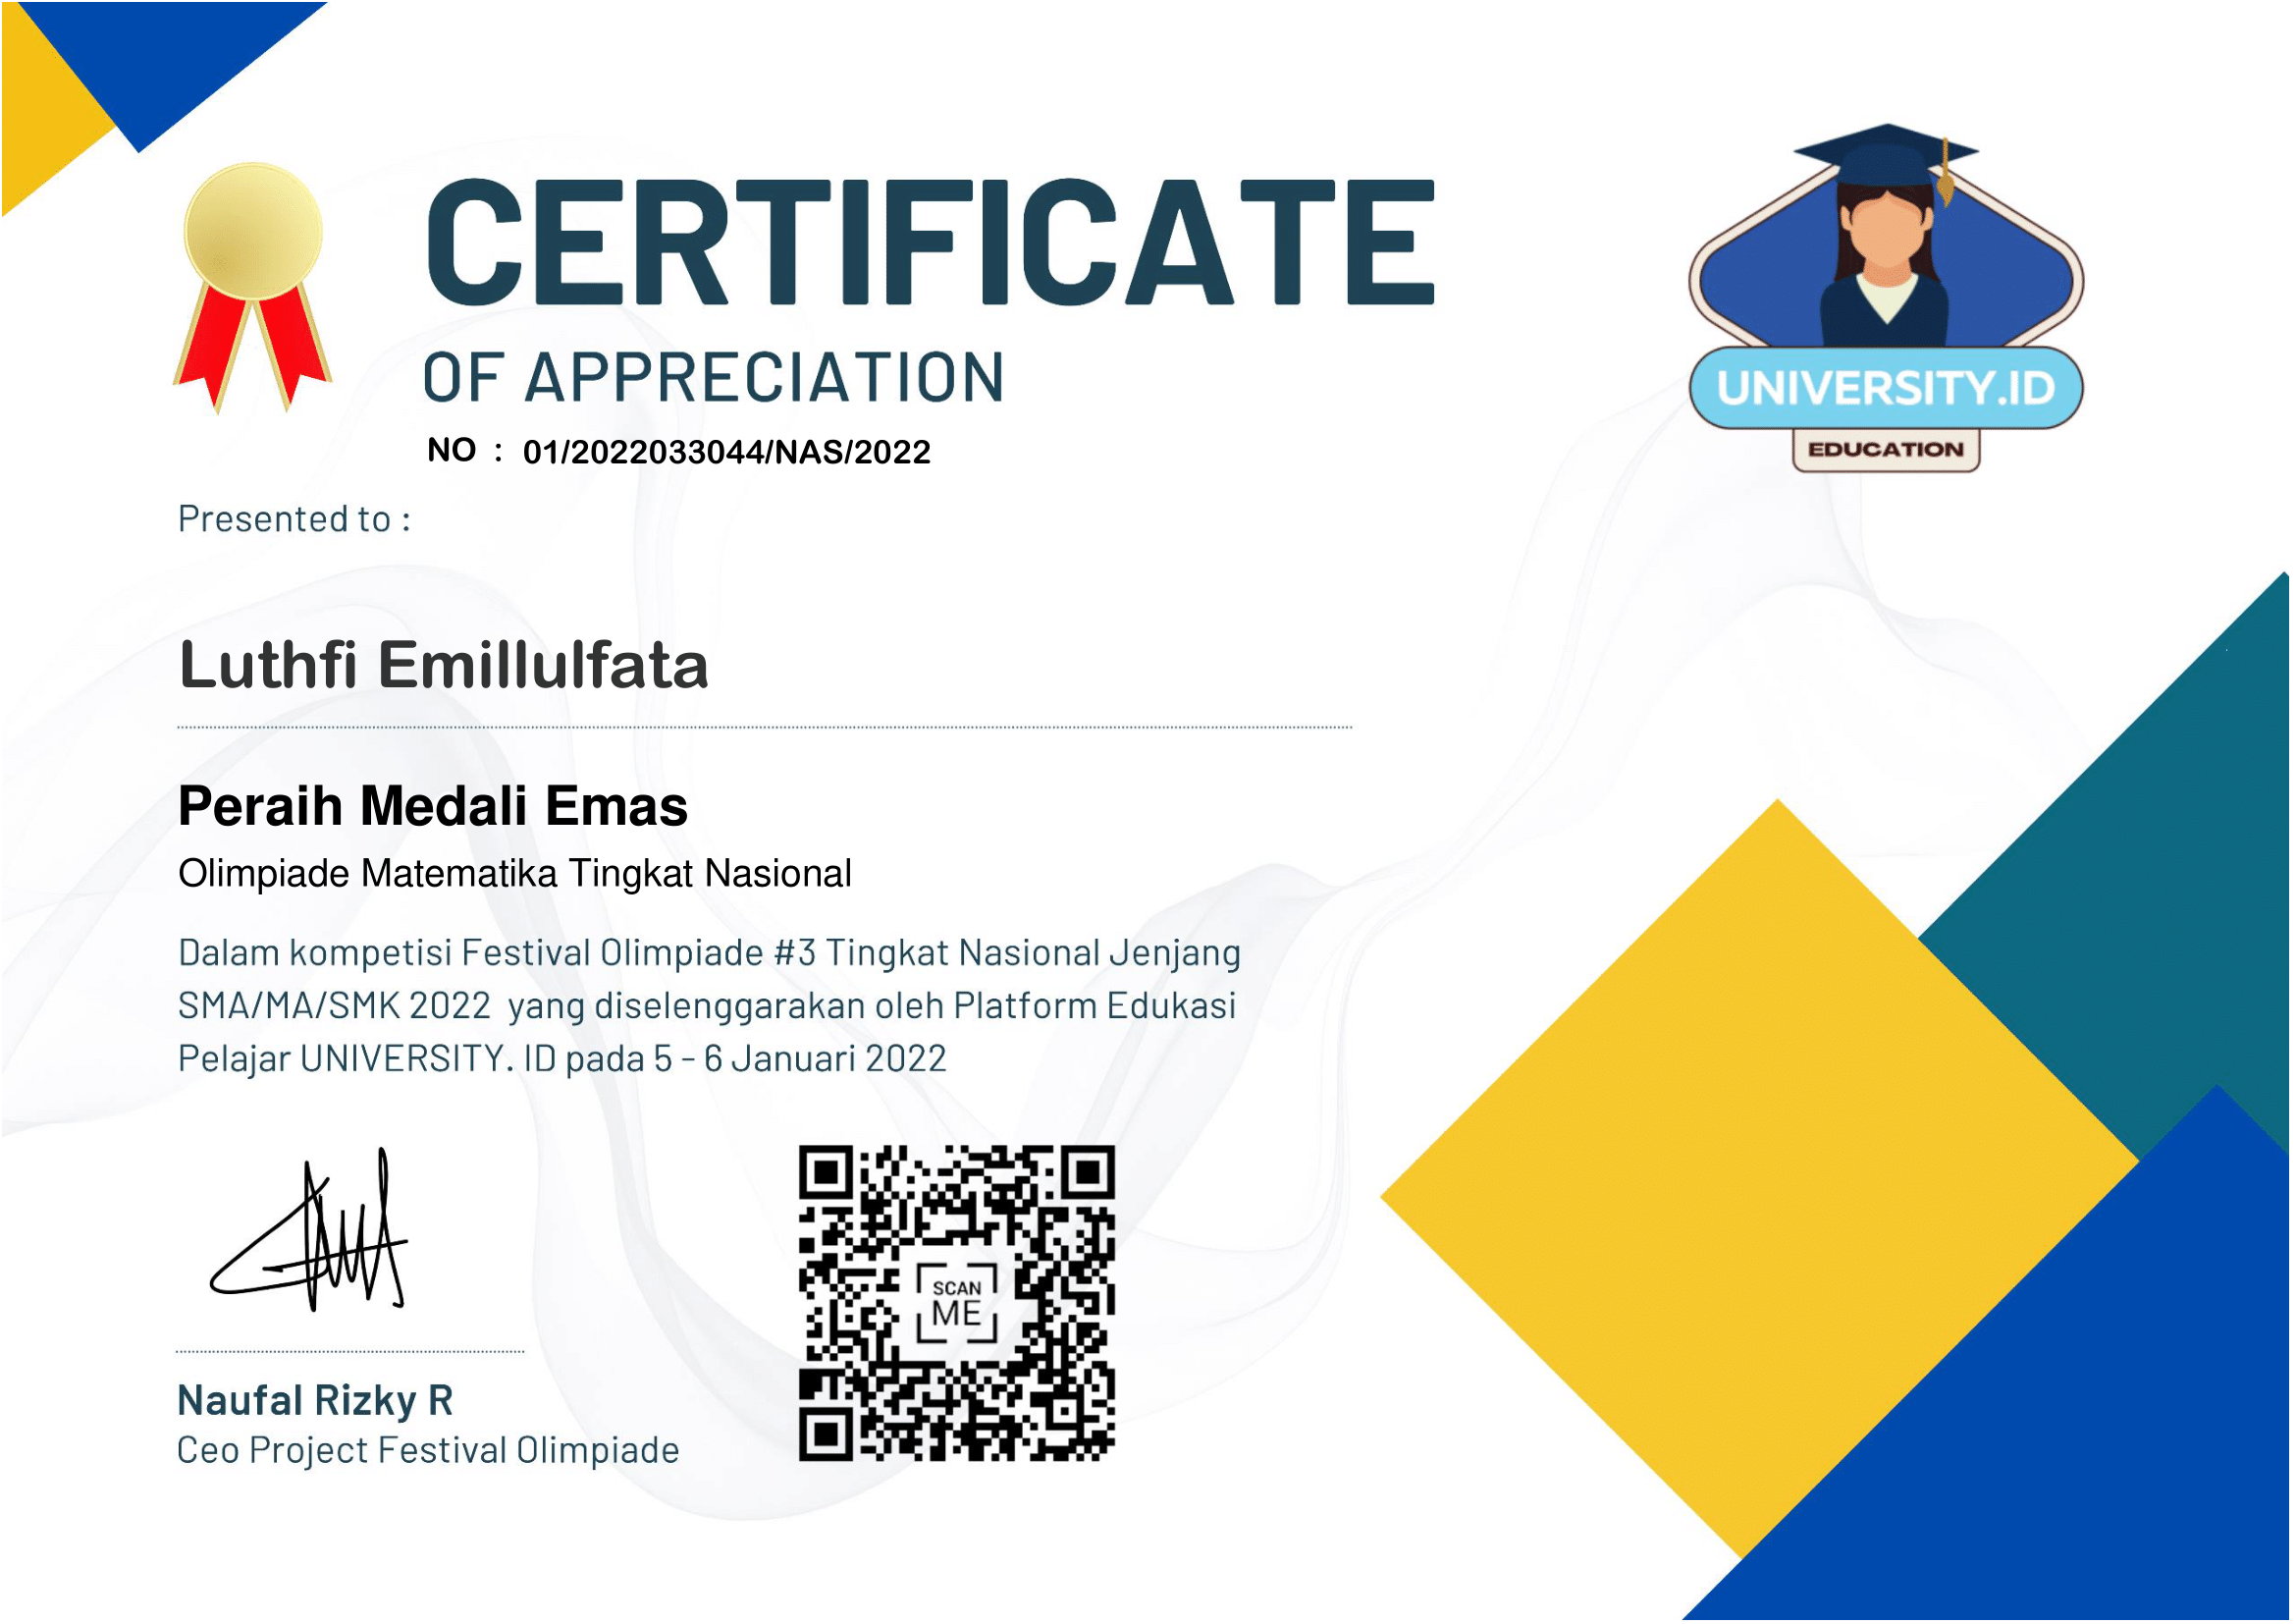 CERTIFICATE
OF APPRECIATION
NO : 01/2022033044/NAS/2022
UNIVERSITY.ID
EDUCATION
Presented to :
Luthfi Emillulfata
Peraih Medali Emas
Olimpiade Matematika Tingkat Nasional
Dalam kompetisi Festival Olimpiade #3 Tingkat Nasional Jenjang
SMA/MA/SMK 2022 yang diselenggarakan oleh Platform Edukasi
Pelajar UNIVERSITY. ID pada 5 - 6 Januari 2022
SCAN
ME
Naufal Rizky R
Ceo Project Festival Olimpiade